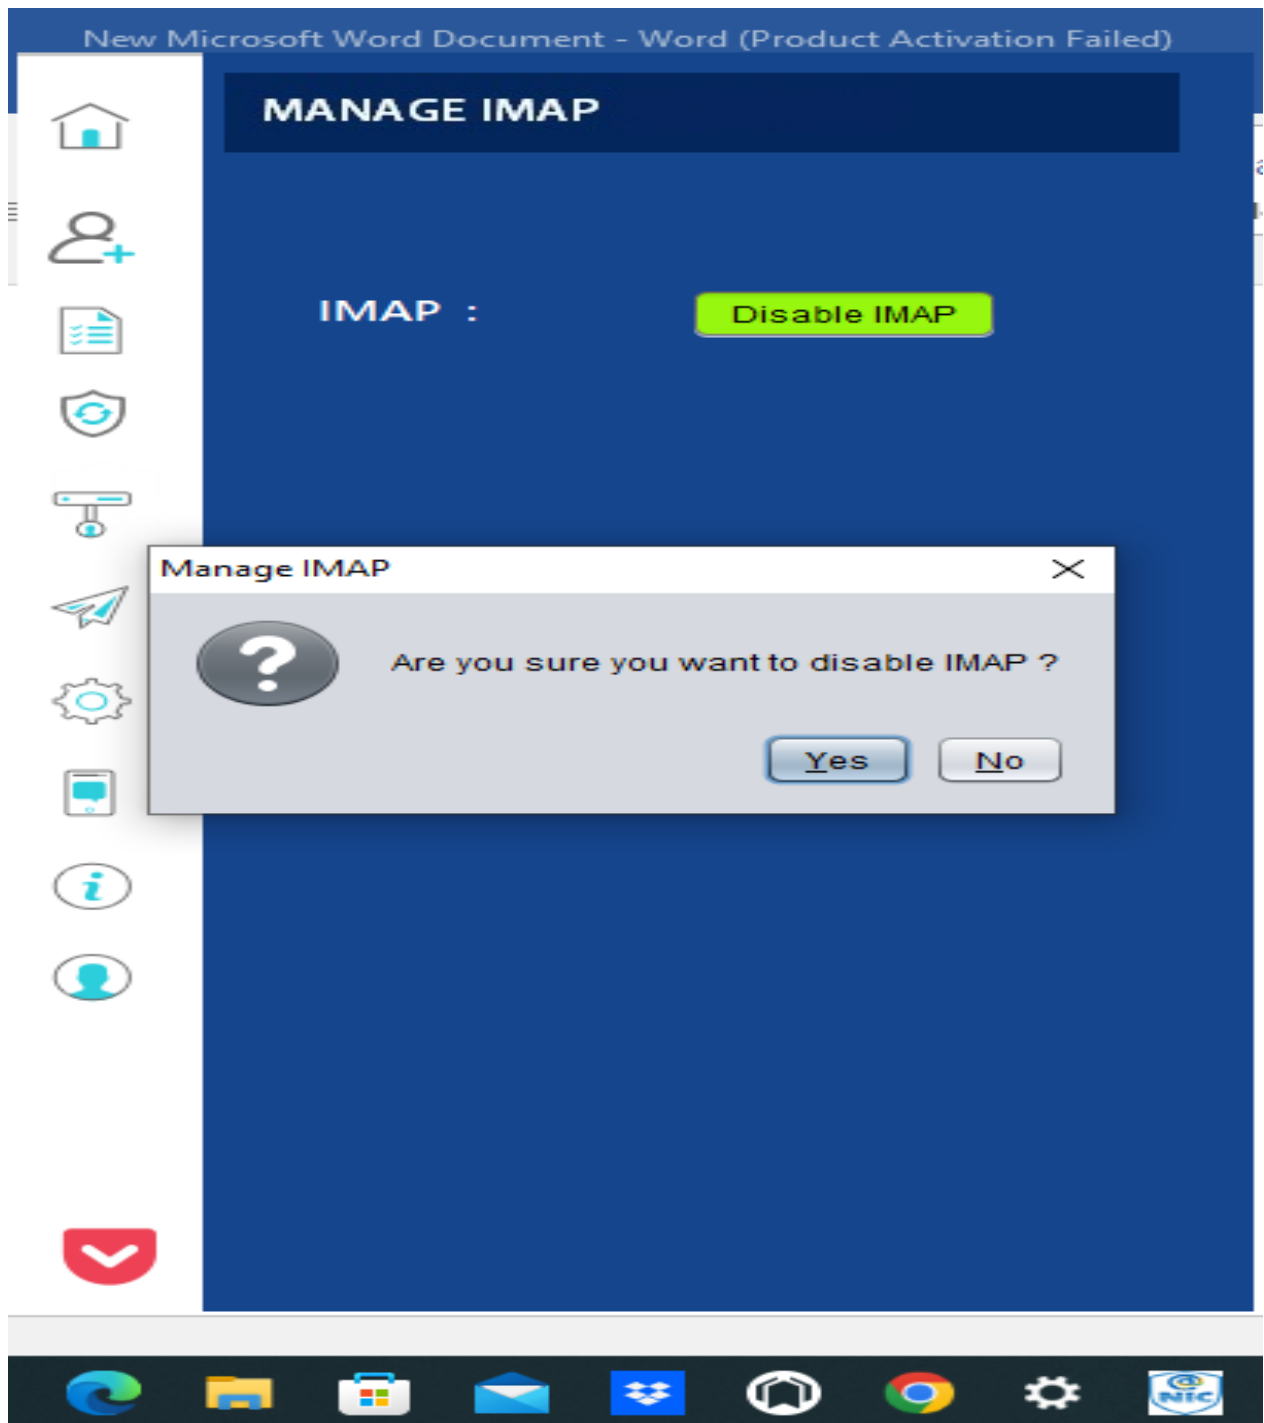 New Microsoft Word Document - Word (Product Activation Failed)
MANAGE IMAP
IMAP :
Disable IMAP
Manage IMAP
Are you sure you want to disable IMAP ?
Yes
No
@
NIC